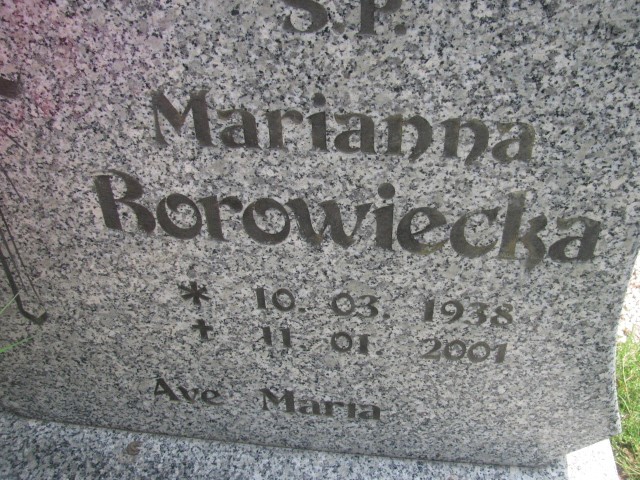 Ś.P.
Marianna
Borowiecka
* 10. 03. 1938
† 11. 01. 2001
Ave Maria